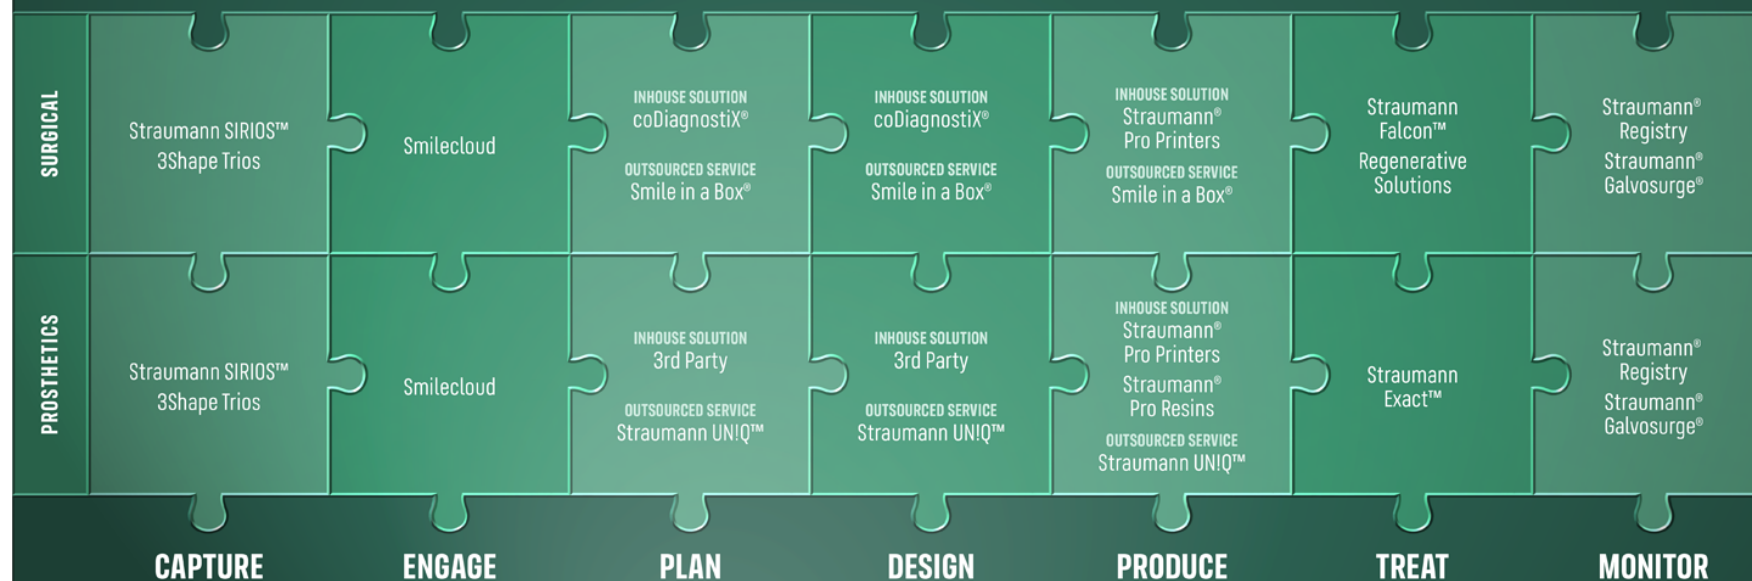 SURGICAL
Straumann SIRIOS™
3Shape Trios
Smilecloud
INHOUSE SOLUTION
coDiagnostiX®
OUTSOURCED SERVICE
Smile in a Box®
INHOUSE SOLUTION
coDiagnostiX®
OUTSOURCED SERVICE
Smile in a Box®
INHOUSE SOLUTION
Straumann®
Pro Printers
OUTSOURCED SERVICE
Smile in a Box®
Straumann
Falcon™
Regenerative
Solutions
Straumann®
Registry
Straumann®
Galvosurge®
PROSTHETICS
Straumann SIRIOS™
3Shape Trios
Smilecloud
INHOUSE SOLUTION
3rd Party
OUTSOURCED SERVICE
Straumann UN!Q™
INHOUSE SOLUTION
3rd Party
OUTSOURCED SERVICE
Straumann UN!Q™
INHOUSE SOLUTION
Straumann®
Pro Printers
Straumann®
Pro Resins
OUTSOURCED SERVICE
Straumann UN!Q™
Straumann
Exact™
Straumann®
Registry
Straumann®
Galvosurge®
CAPTURE
ENGAGE
PLAN
DESIGN
PRODUCE
TREAT
MONITOR